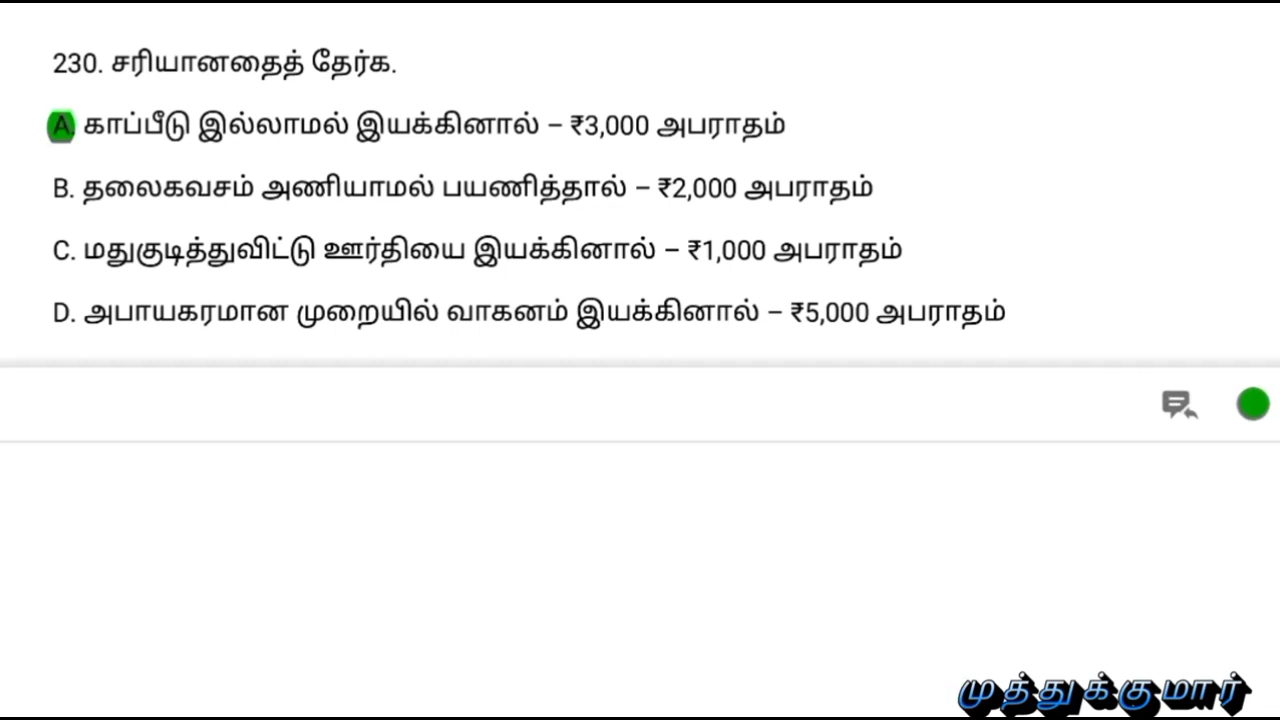 230. சரியானதைத் தேர்க.
A. காப்பீடு இல்லாமல் இயக்கினால் – ₹3,000 அபராதம்
B. தலைகவசம் அணியாமல் பயணித்தால் – ₹2,000 அபராதம்
C. மதுகுடித்துவிட்டு ஊர்தியை இயக்கினால் – ₹1,000 அபராதம்
D. அபாயகரமான முறையில் வாகனம் இயக்கினால் – ₹5,000 அபராதம்
முத்துக்குமார்